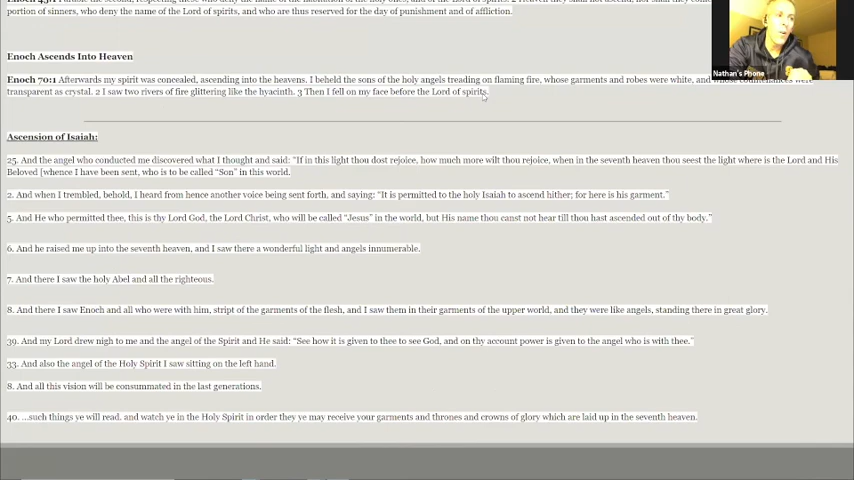 portion of sinners, who deny the name of the Lord of spirits, and who are thus reserved for the day of punishment and of affliction.
Enoch Ascends Into Heaven
Nathan's Phone
Enoch 70:1 Afterwards my spirit was concealed, ascending into the heavens. I beheld the sons of the holy angels treading on flaming fire, whose garments and robes were white, and whose countenances were
transparent as crystal. 2 I saw two rivers of fire glittering like the hyacinth. 3 Then I fell on my face before the Lord of spirits.
Ascension of Isaiah:
25. And the angel who conducted me discovered what I thought and said: “If in this light thou dost rejoice, how much more wilt thou rejoice, when in the seventh heaven thou seest the light where is the Lord and His
Beloved [whence I have been sent, who is to be called “Son” in this world.
2. And when I trembled, behold, I heard from hence another voice being sent forth, and saying: “It is permitted to the holy Isaiah to ascend hither; for here is his garment.”
5. And He who permitted thee, this is thy Lord God, the Lord Christ, who will be called “Jesus” in the world, but His name thou canst not hear till thou hast ascended out of thy body.”
6. And he raised me up into the seventh heaven, and I saw there a wonderful light and angels innumerable.
7. And there I saw the holy Abel and all the righteous.
8. And there I saw Enoch and all who were with him, stript of the garments of the flesh, and I saw them in their garments of the upper world, and they were like angels, standing there in great glory.
39. And my Lord drew nigh to me and the angel of the Spirit and He said: “See how it is given to thee to see God, and on thy account power is given to the angel who is with thee.”
33. And also the angel of the Holy Spirit I saw sitting on the left hand.
8. And all this vision will be consummated in the last generations.
40. ...such things ye will read. and watch ye in the Holy Spirit in order they ye may receive your garments and thrones and crowns of glory which are laid up in the seventh heaven.